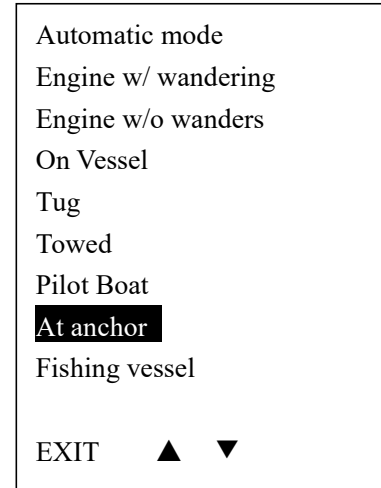 Automatic mode
Engine w/ wandering
Engine w/o wanders
On Vessel
Tug
Towed
Pilot Boat
At anchor
Fishing vessel
EXIT ▲ ▼